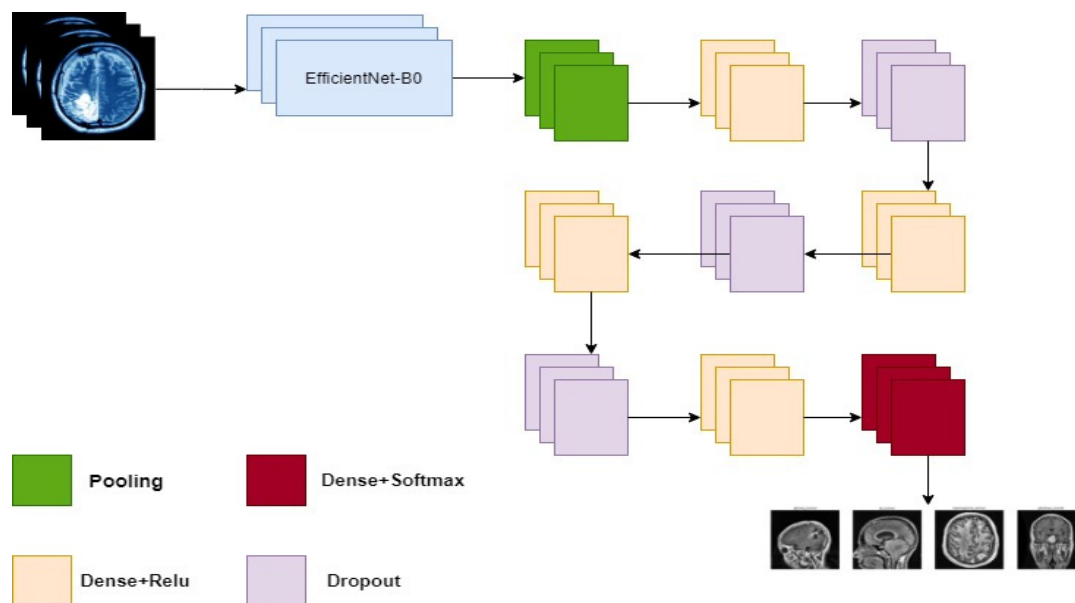 EfficientNet-B0
Pooling
Dense+Softmax
Dense+Relu
Dropout